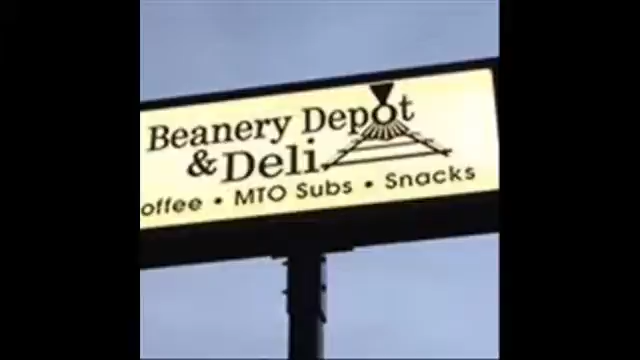 Beanery Depot
& Deli
offee • MTO Subs • Snacks